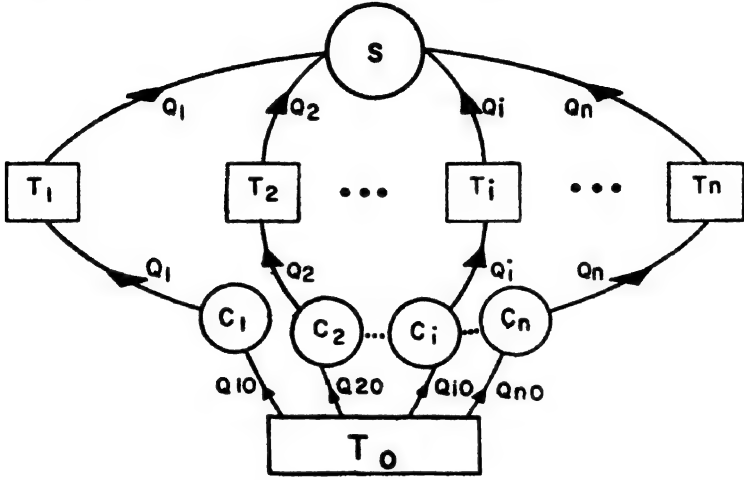 S
Q1 Q2 Qi Qn
T1 T2 ... Ti ... Tn
Q1 Q2 Qi Qn
C1 C2 ... Ci ... Cn
Q10 Q20 Qi0 Qn0
T0